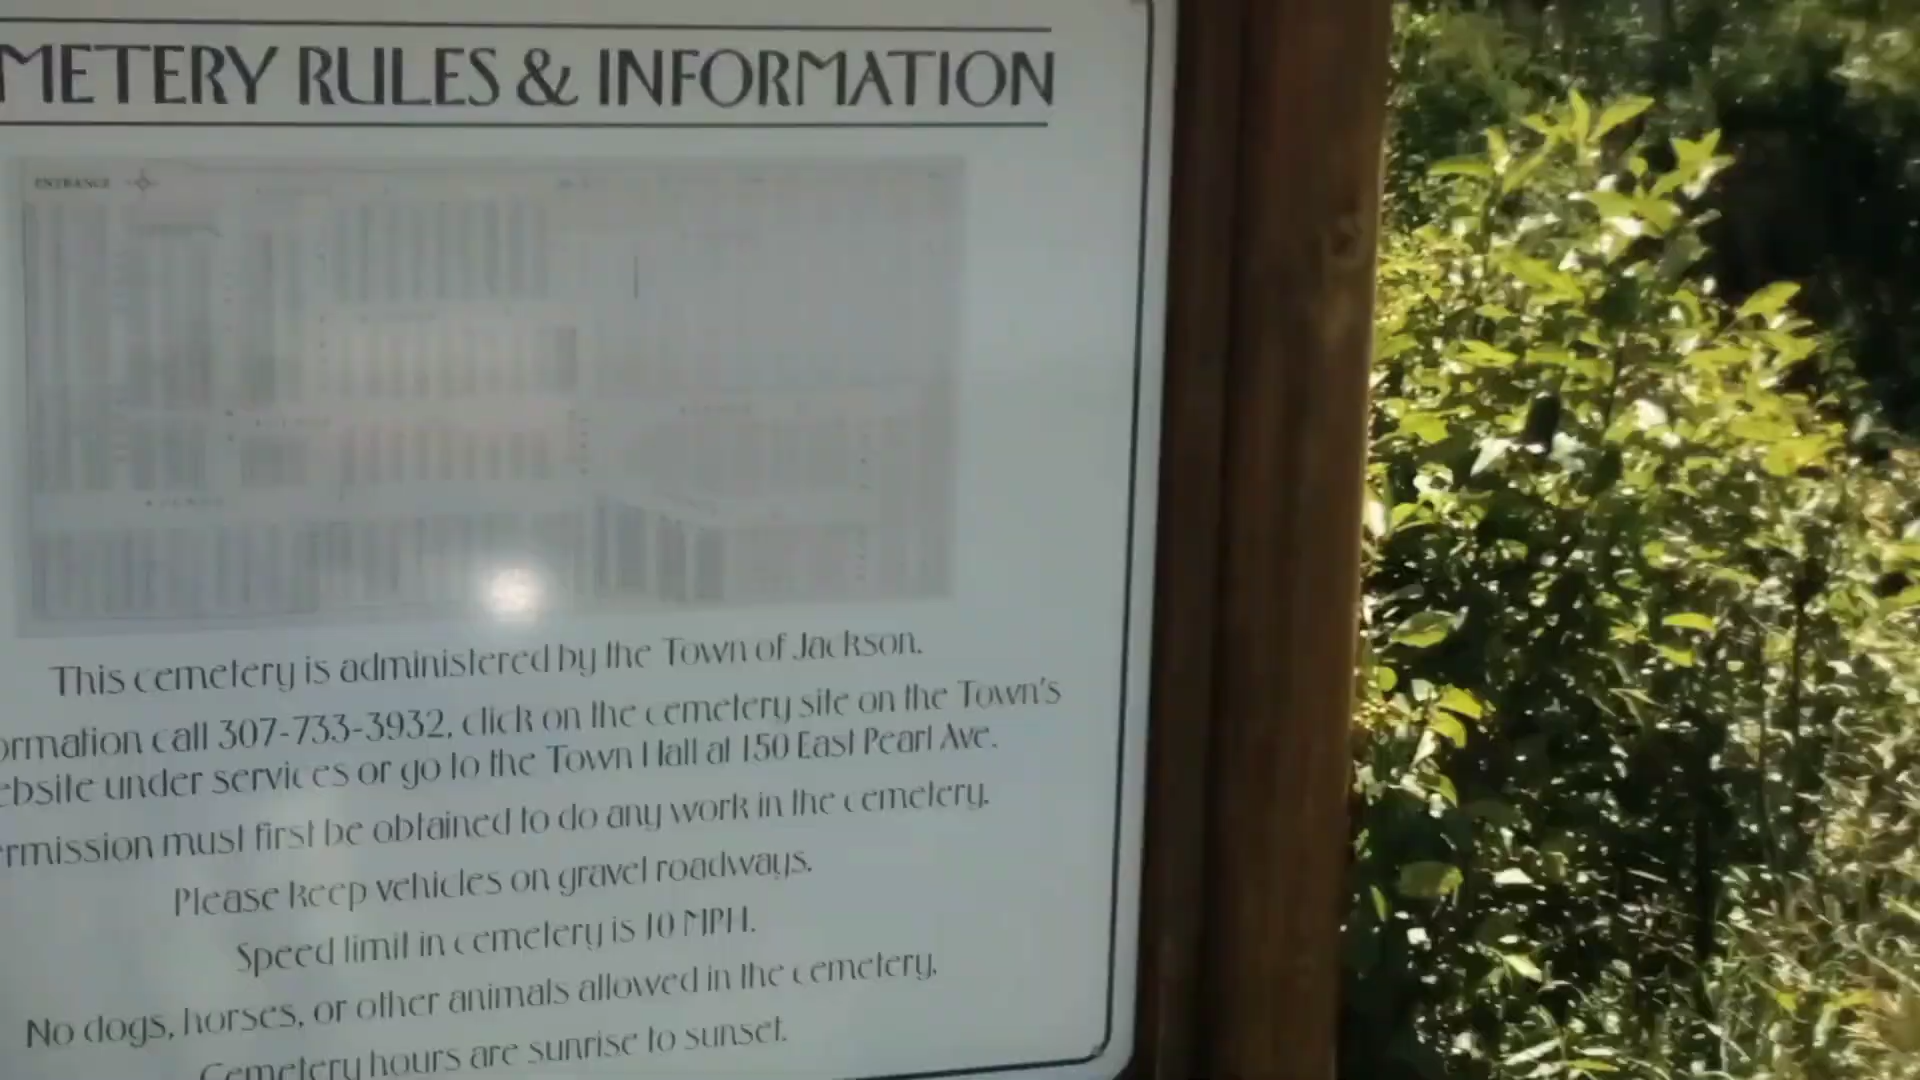 METERY RULES & INFORMATION
ENTRANCE
This cemetery is administered by the Town of Jackson.
ormation call 307-733-3932, click on the cemetery site on the Town's
ebsite under services or go to the Town Hall at 150 East Pearl Ave.
ermission must first be obtained to do any work in the cemetery.
Please keep vehicles on gravel roadways.
Speed limit in cemetery is 10 MPH.
No dogs, horses, or other animals allowed in the cemetery.
Cemetery hours are sunrise to sunset.